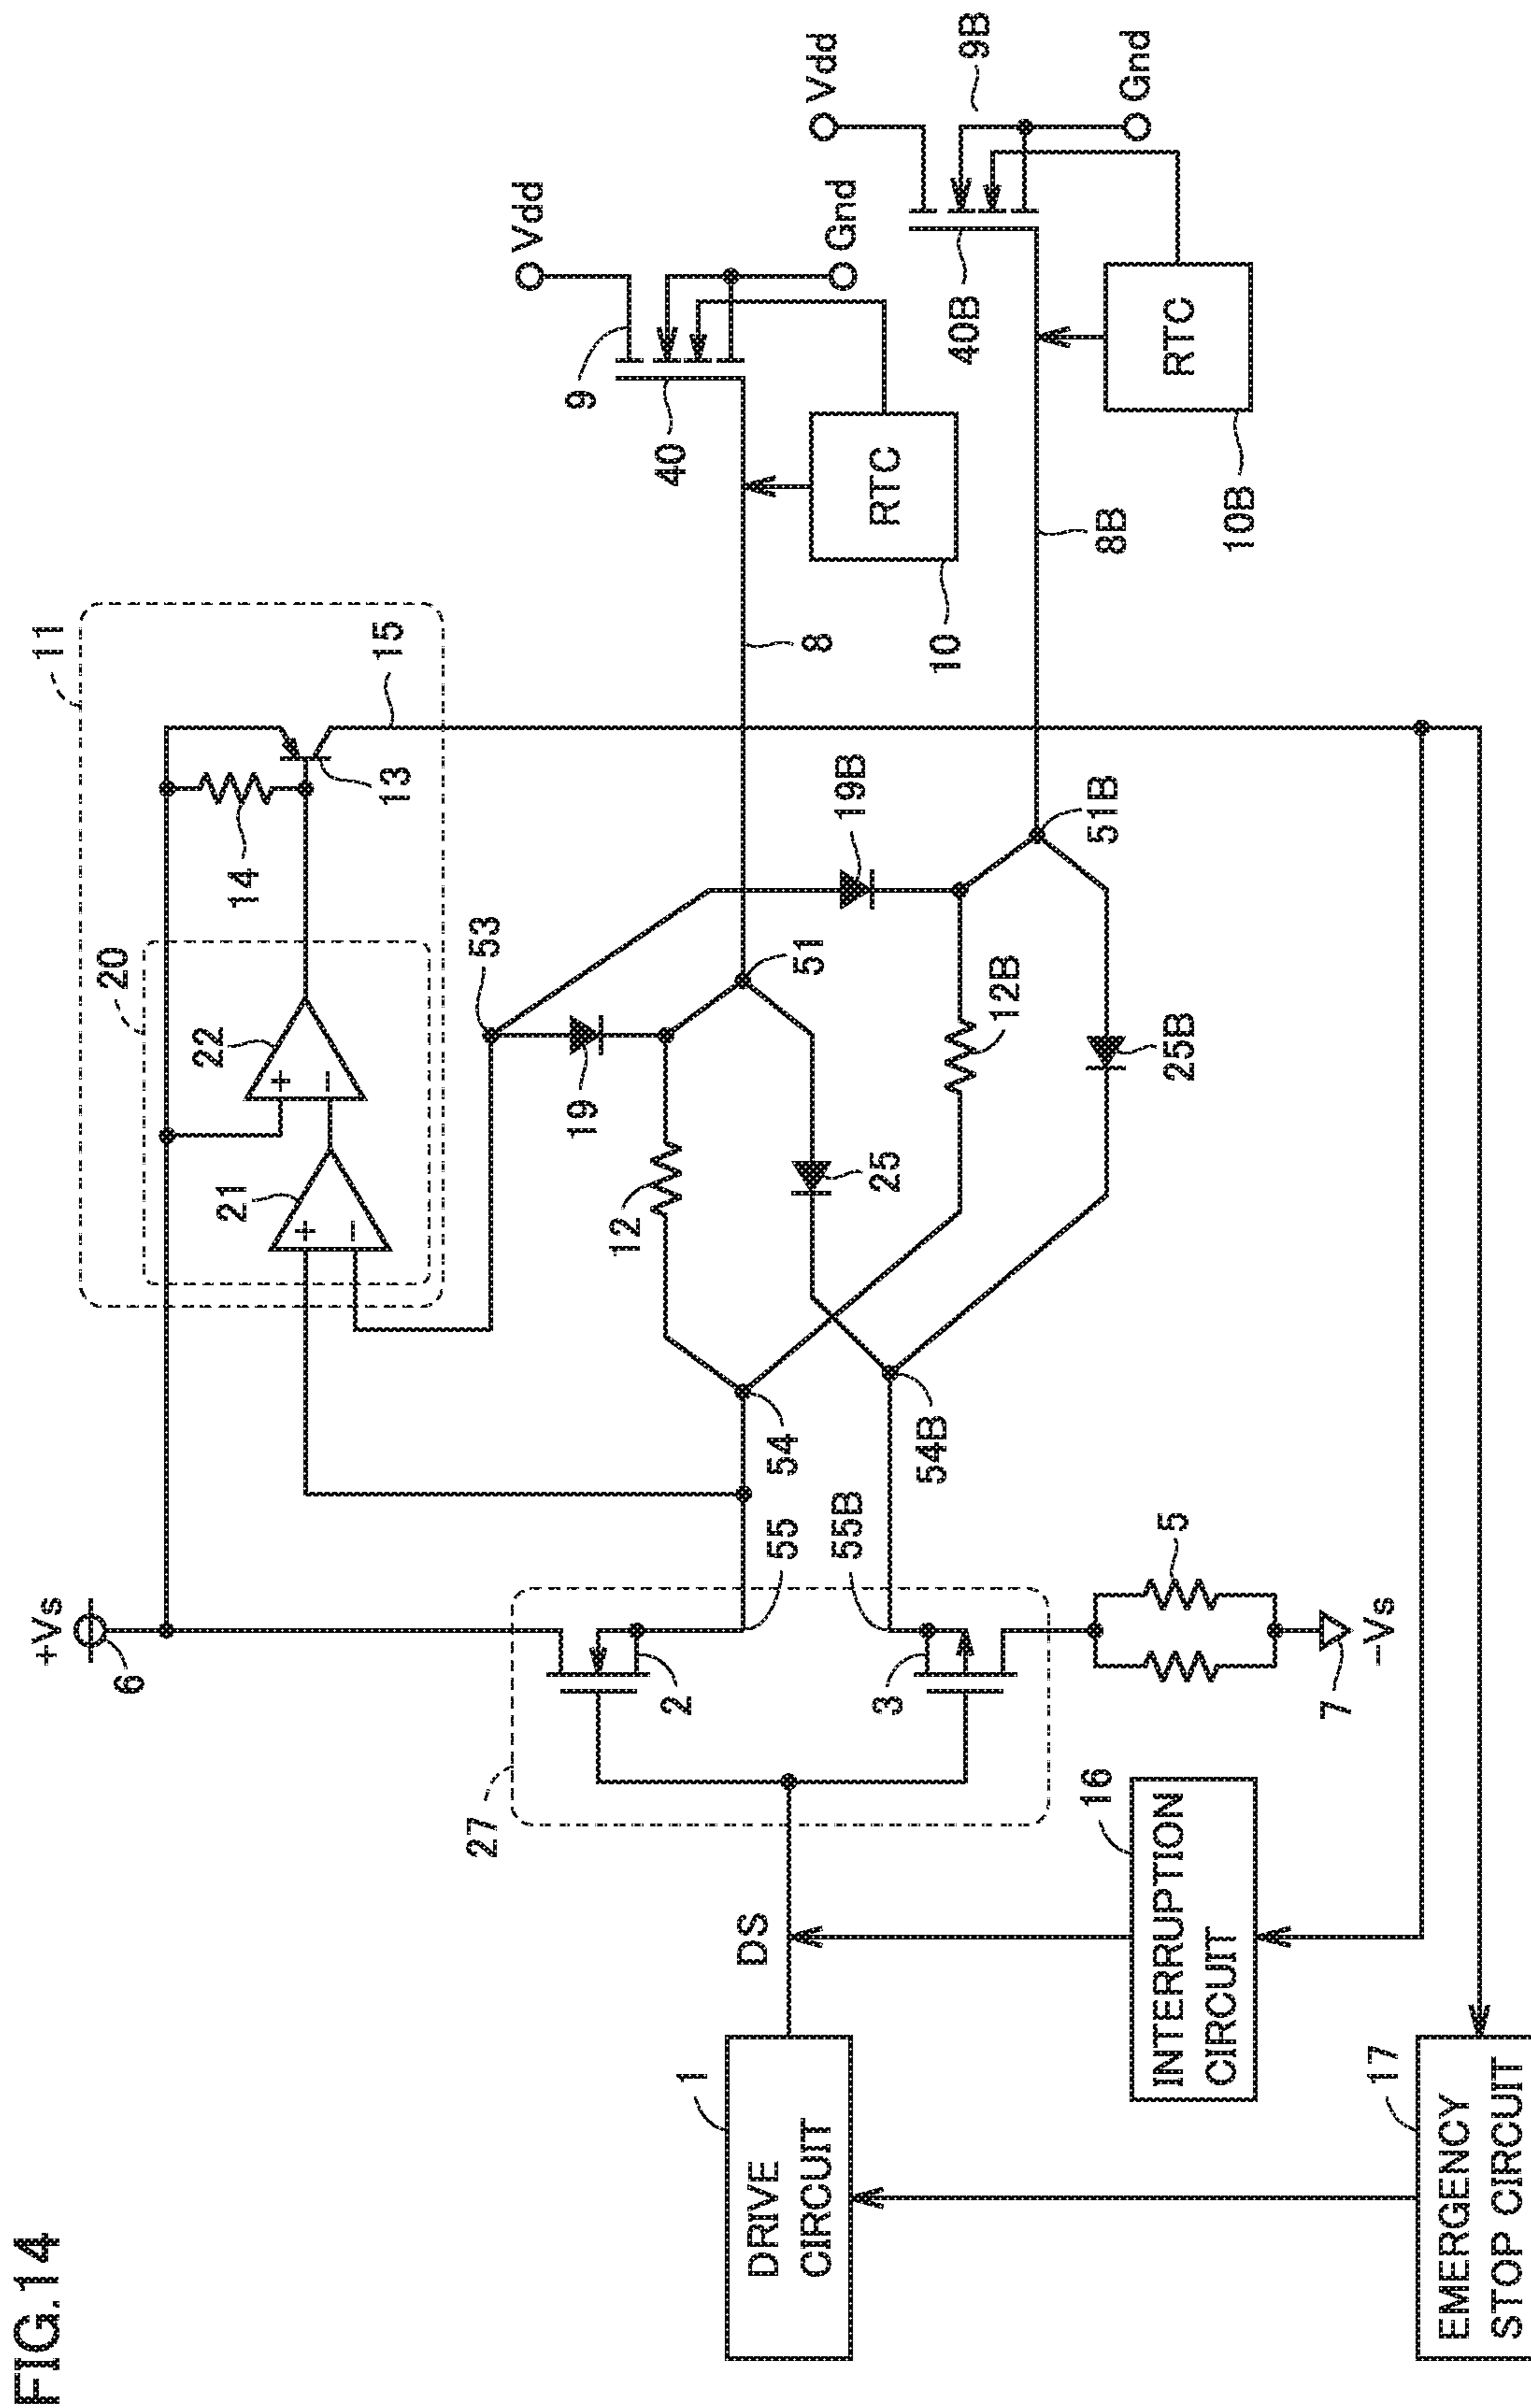 FIG.14
+Vs
6
11
20
21
22
14
13
15
53
19
19B
12
12B
25
25B
51
51B
54
54B
55
55B
27
2
3
5
7
-Vs
DS
1
DRIVE
CIRCUIT
16
INTERRUPTION
CIRCUIT
17
EMERGENCY
STOP CIRCUIT
8
8B
9
9B
40
40B
Vdd
Gnd
Vdd
Gnd
RTC
10
RTC
10B
+
−
+
−